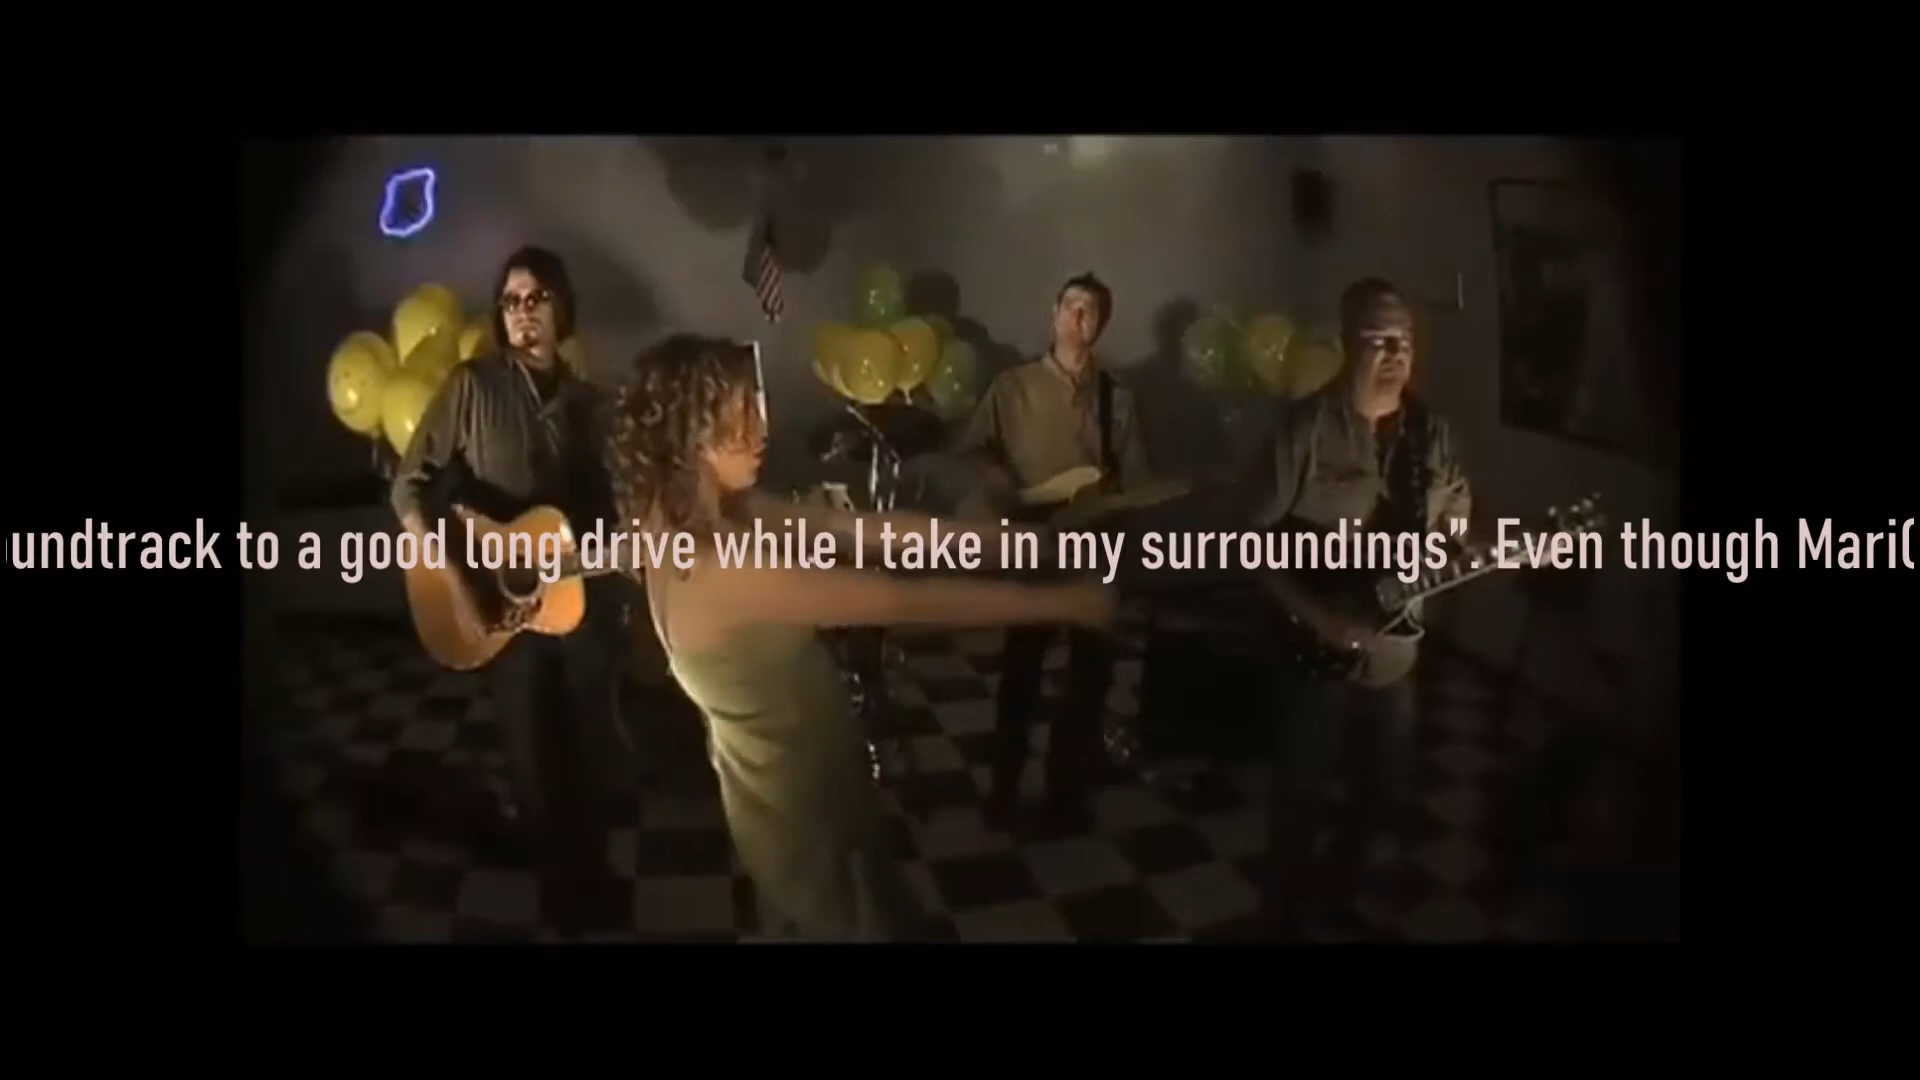 undtrack to a good long drive while I take in my surroundings”. Even though Mari